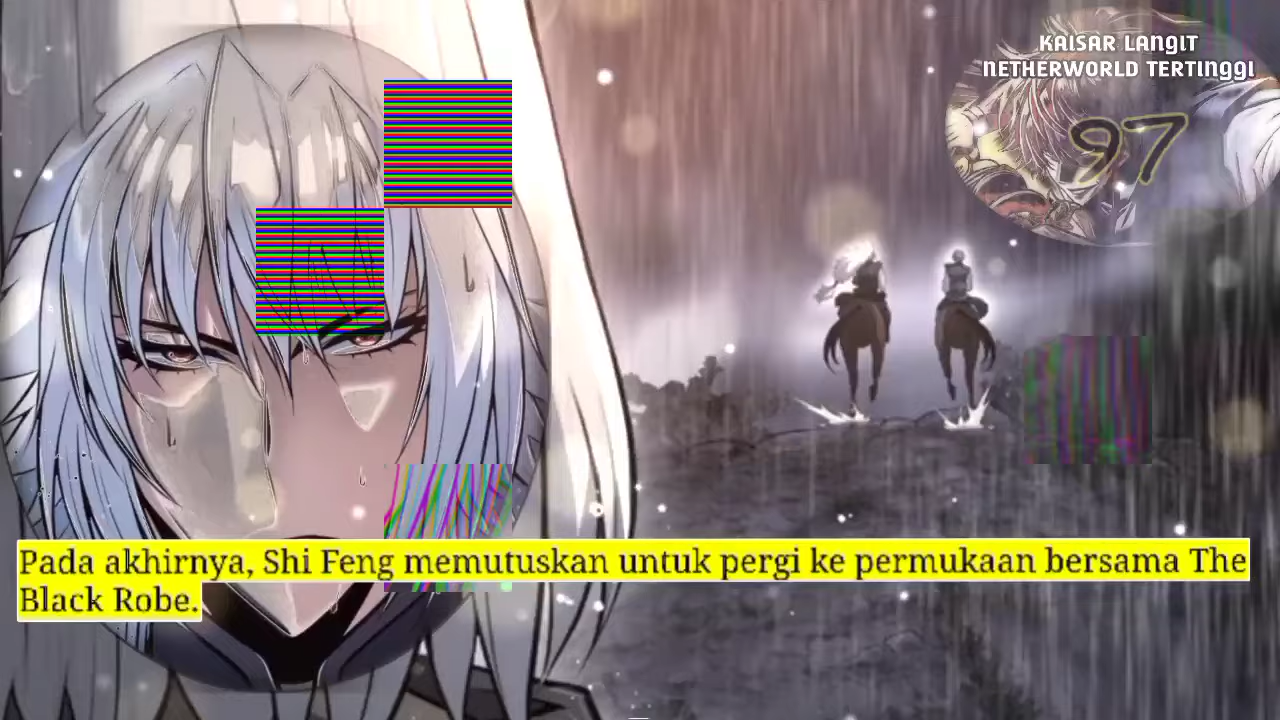 KAISAR LANGIT
NETHERWORLD TERTINGGI
97
Pada akhirnya, Shi Feng memutuskan untuk pergi ke permukaan bersama The
Black Robe.